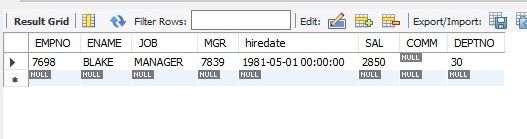 Result Grid Filter Rows: Edit: Export/Import:
EMPNO ENAME JOB MGR hiredate SAL COMM DEPTNO
7698 BLAKE MANAGER 7839 1981-05-01 00:00:00 2850 NULL 30
NULL NULL NULL NULL NULL NULL NULL NULL